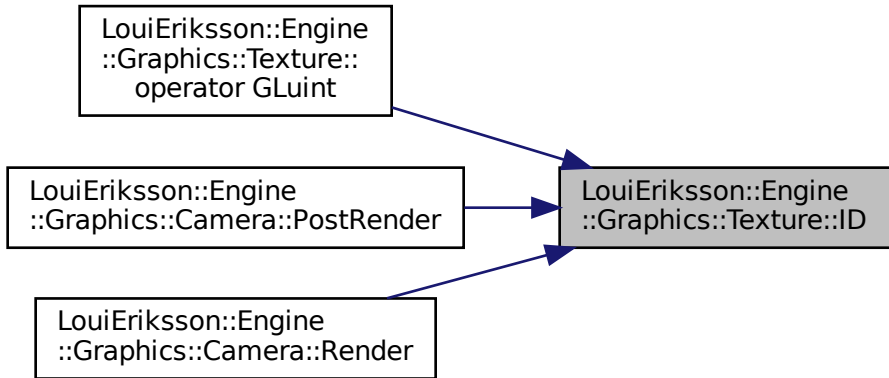 LouiEriksson::Engine
::Graphics::Texture::
operator GLuint
LouiEriksson::Engine
::Graphics::Camera::PostRender
LouiEriksson::Engine
::Graphics::Texture::ID
LouiEriksson::Engine
::Graphics::Camera::Render